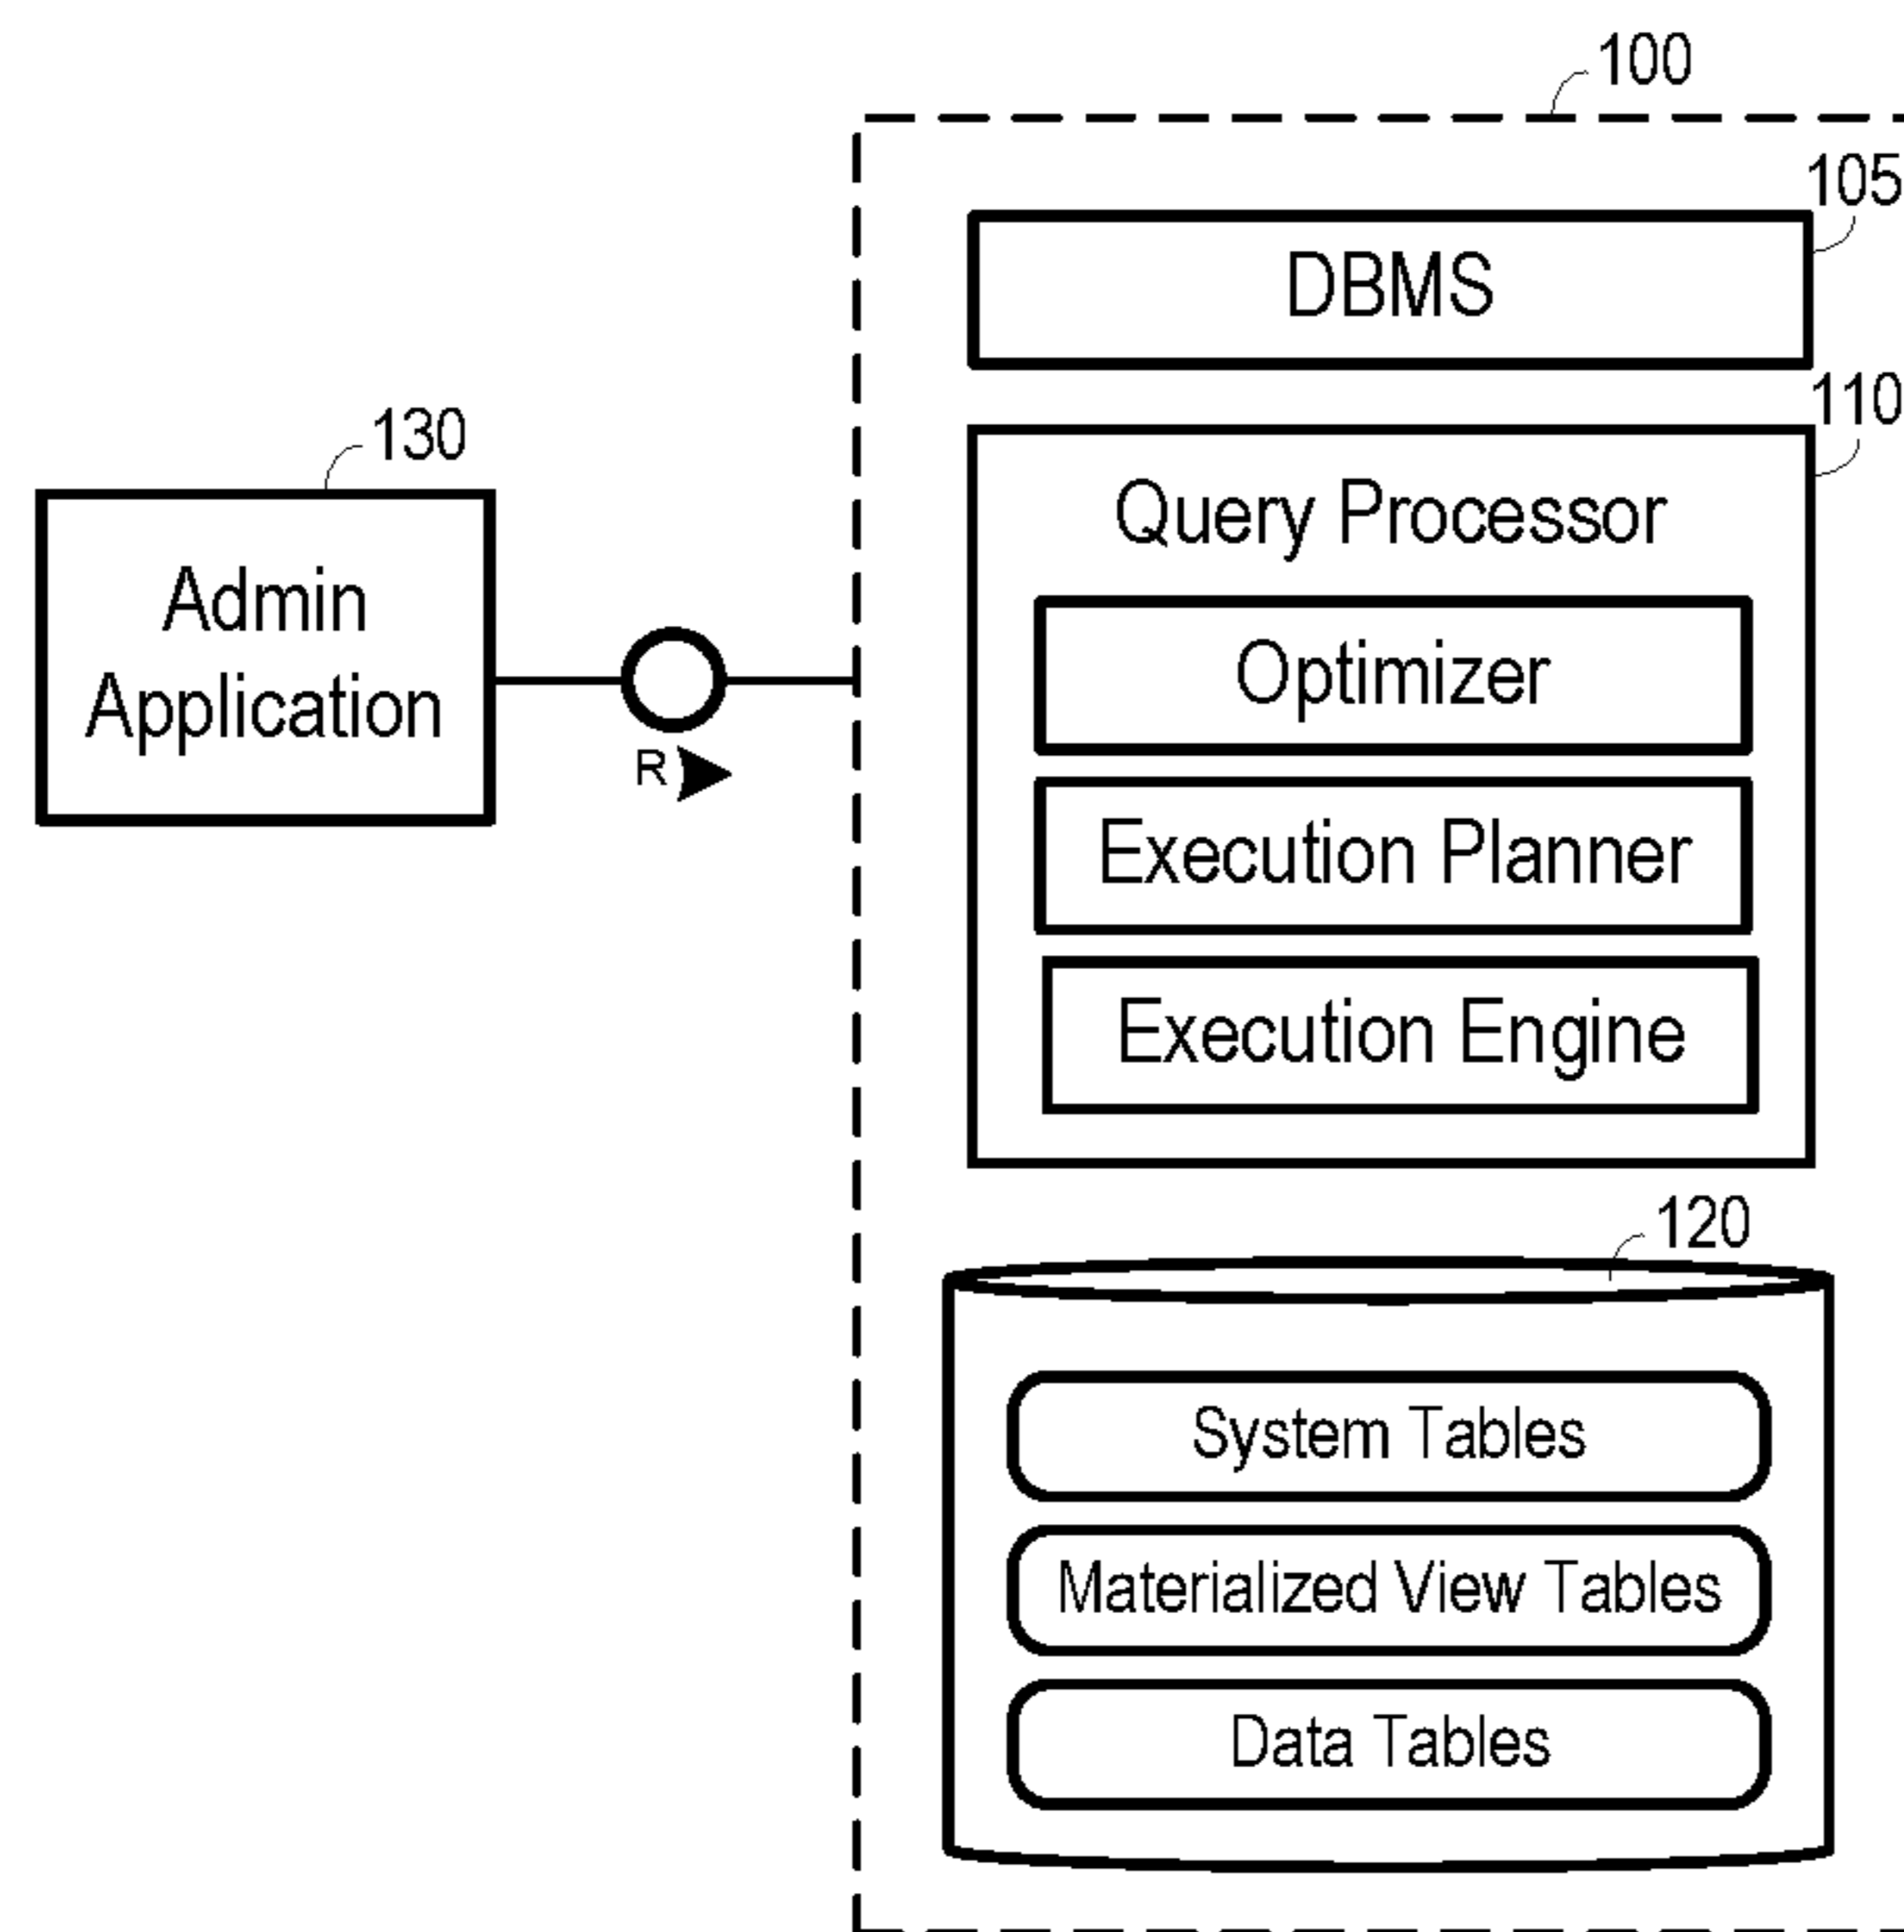 100
105
DBMS
110
130
Admin
Application
R
Query Processor
Optimizer
Execution Planner
Execution Engine
120
System Tables
Materialized View Tables
Data Tables